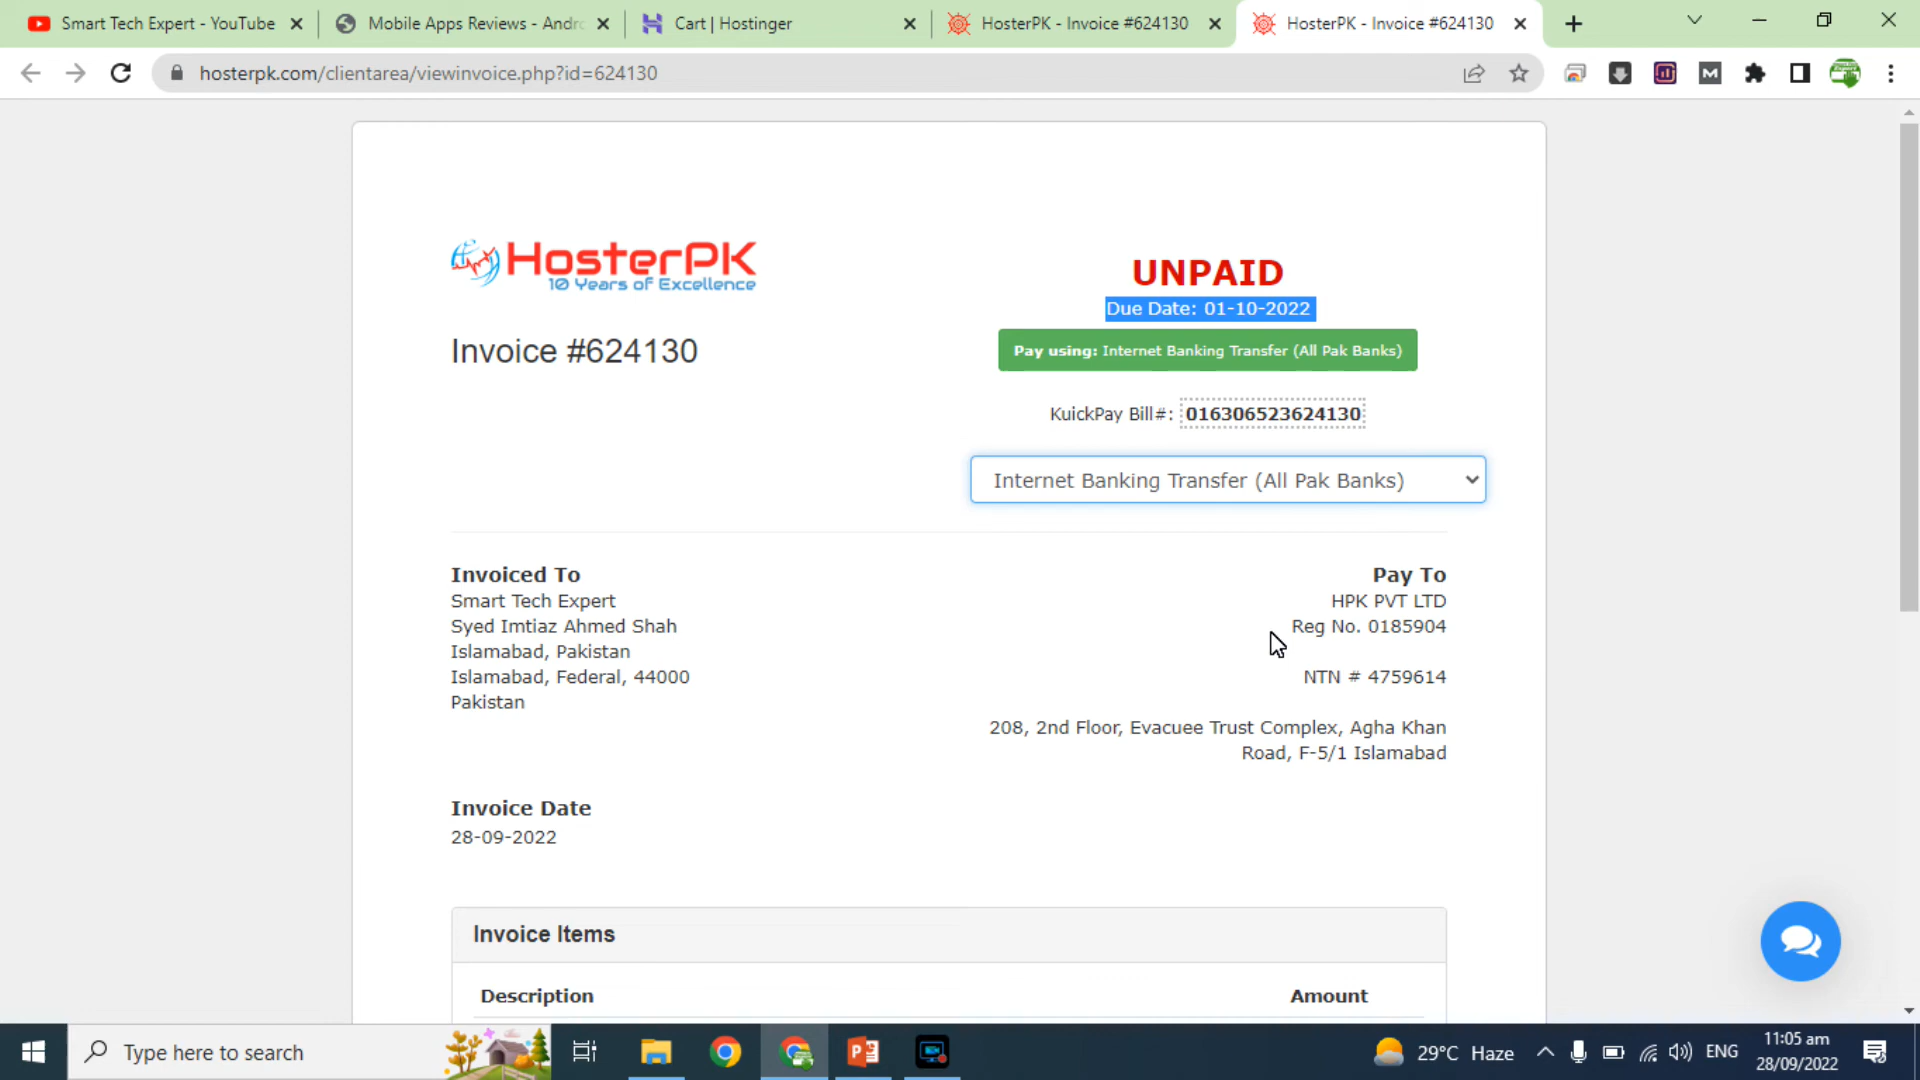 Smart Tech Expert - YouTube
Mobile Apps Reviews - Andro
Cart | Hostinger
HosterPK - Invoice #624130
HosterPK - Invoice #624130
hosterpk.com/clientarea/viewinvoice.php?id=624130
HosterPK
10 Years of Excellence
UNPAID
Due Date: 01-10-2022
Pay using: Internet Banking Transfer (All Pak Banks)
Invoice #624130
KuickPay Bill#: 016306523624130
Internet Banking Transfer (All Pak Banks)
Invoiced To
Smart Tech Expert
Syed Imtiaz Ahmed Shah
Islamabad, Pakistan
Islamabad, Federal, 44000
Pakistan
Pay To
HPK PVT LTD
Reg No. 0185904
NTN # 4759614
208, 2nd Floor, Evacuee Trust Complex, Agha Khan
Road, F-5/1 Islamabad
Invoice Date
28-09-2022
Invoice Items
Description Amount
Type here to search
29°C Haze
ENG
11:05 am
28/09/2022